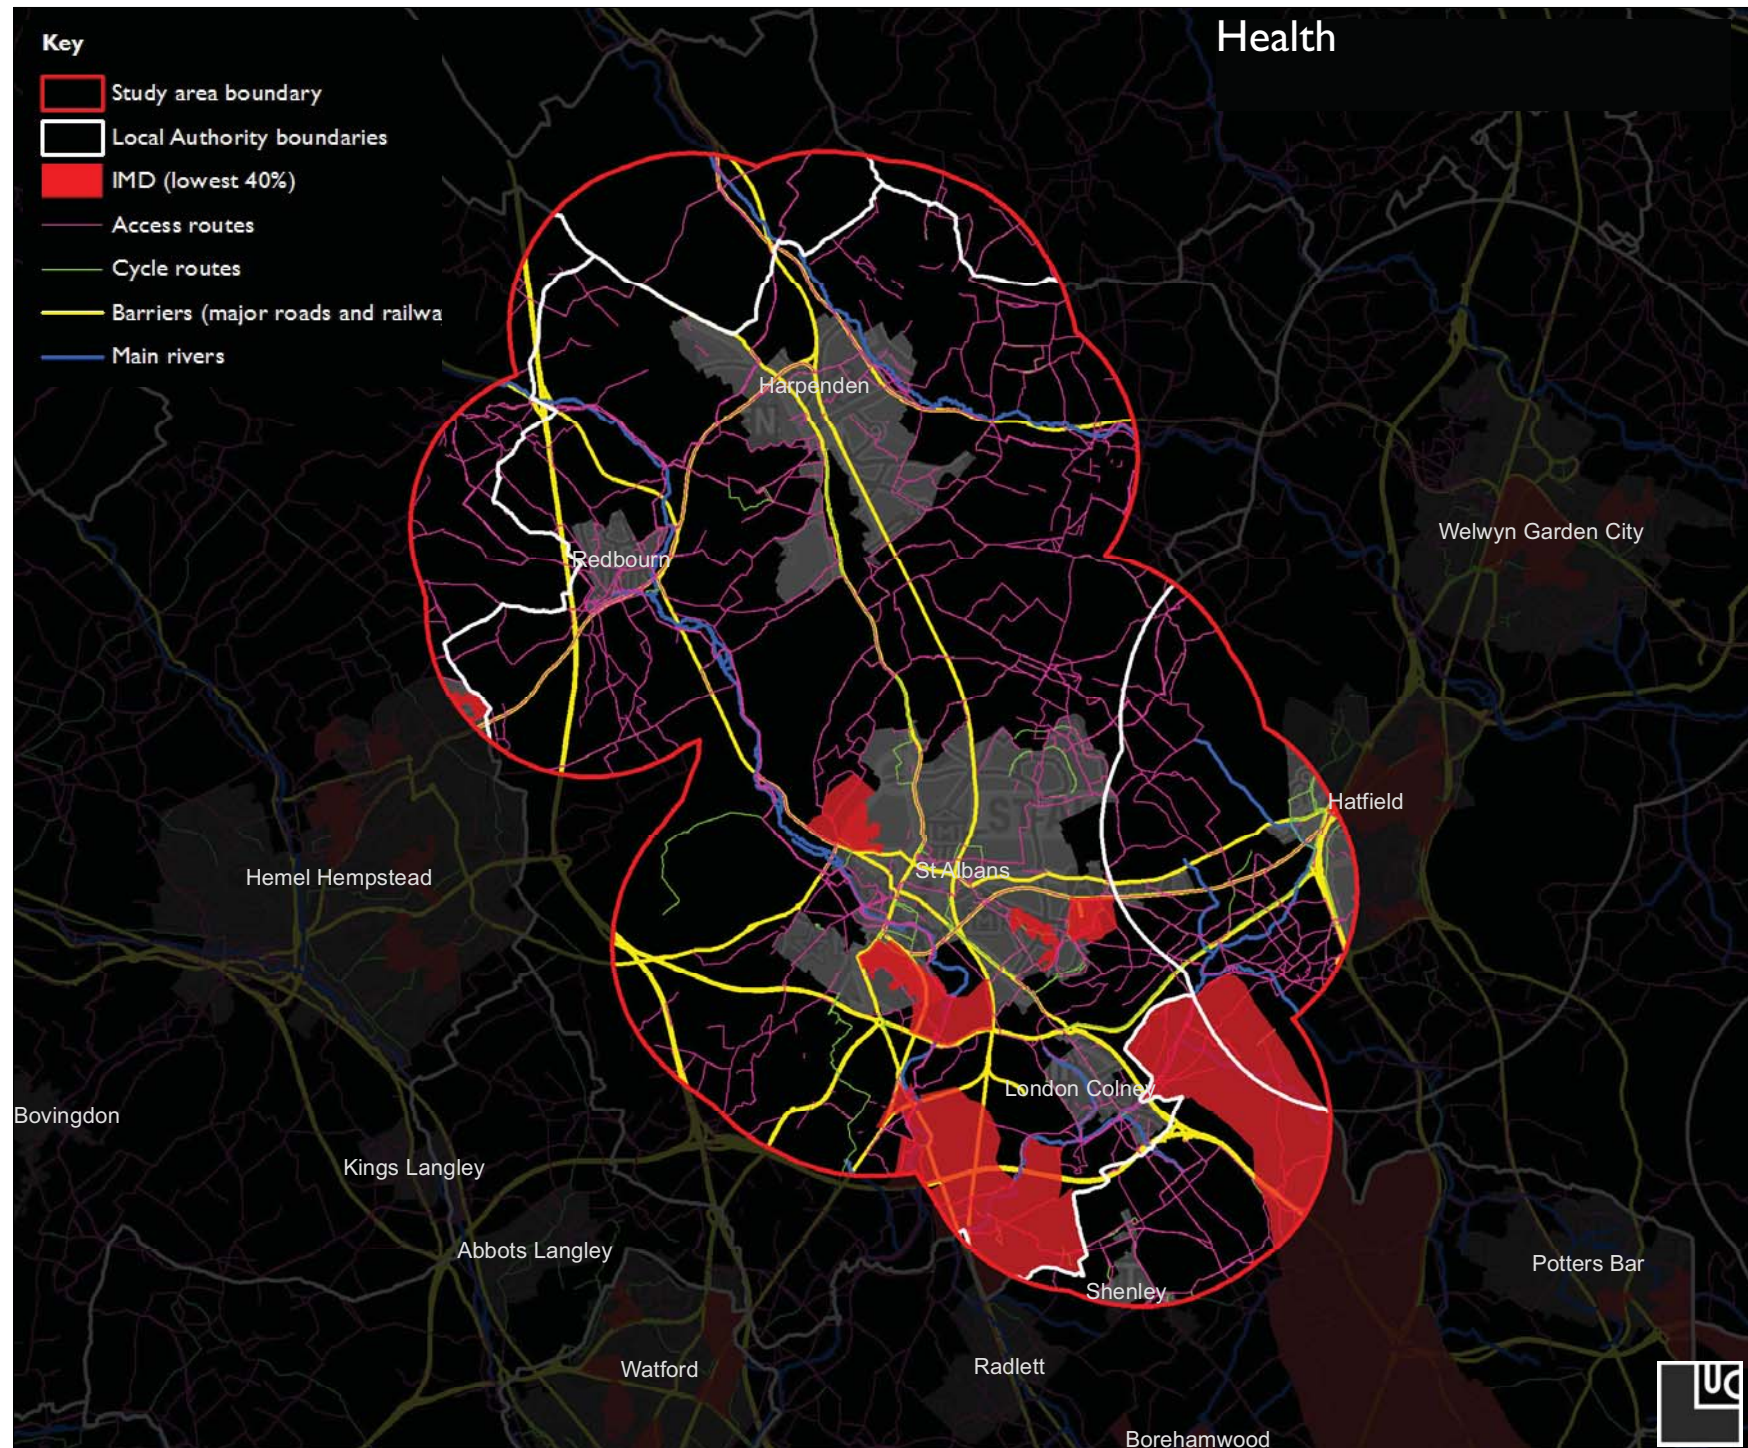 Health
Key
Study area boundary
Local Authority boundaries
IMD (lowest 40%)
Access routes
Cycle routes
Barriers (major roads and railwa
Main rivers
Harpenden
Redbourn
Welwyn Garden City
Hatfield
Hemel Hempstead
St Albans
London Colney
Bovingdon
Kings Langley
Abbots Langley
Potters Bar
Shenley
Watford
Radlett
Borehamwood